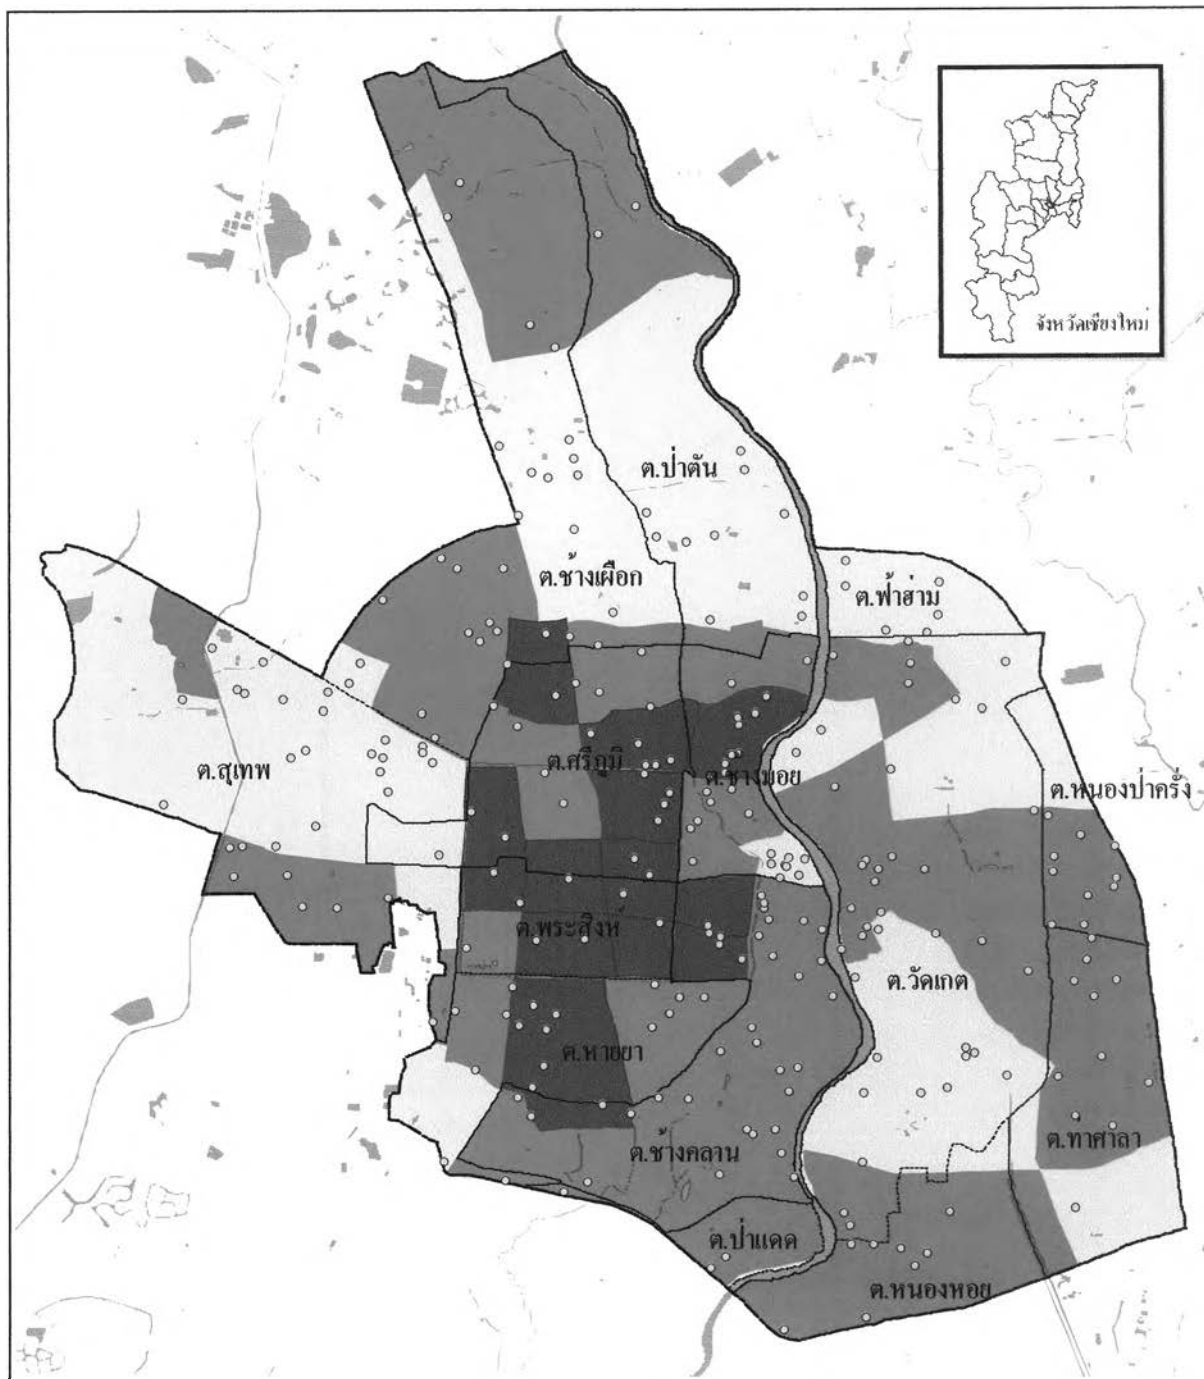 จังหวัดเชียงใหม่
ต.ป่าตัน
ต.ช้างเผือก
ต.ฟ้าฮ่าม
ต.ศรีภูมิ
ต.สุเทพ
ต.ช้างม่อย
ต.หนองป่าครั่ง
ต.พระสิงห์
ต.วัดเกต
ต.หายยา
ต.ท่าศาลา
ต.ช้างคลาน
ต.ป่าแดด
ต.หนองหอย